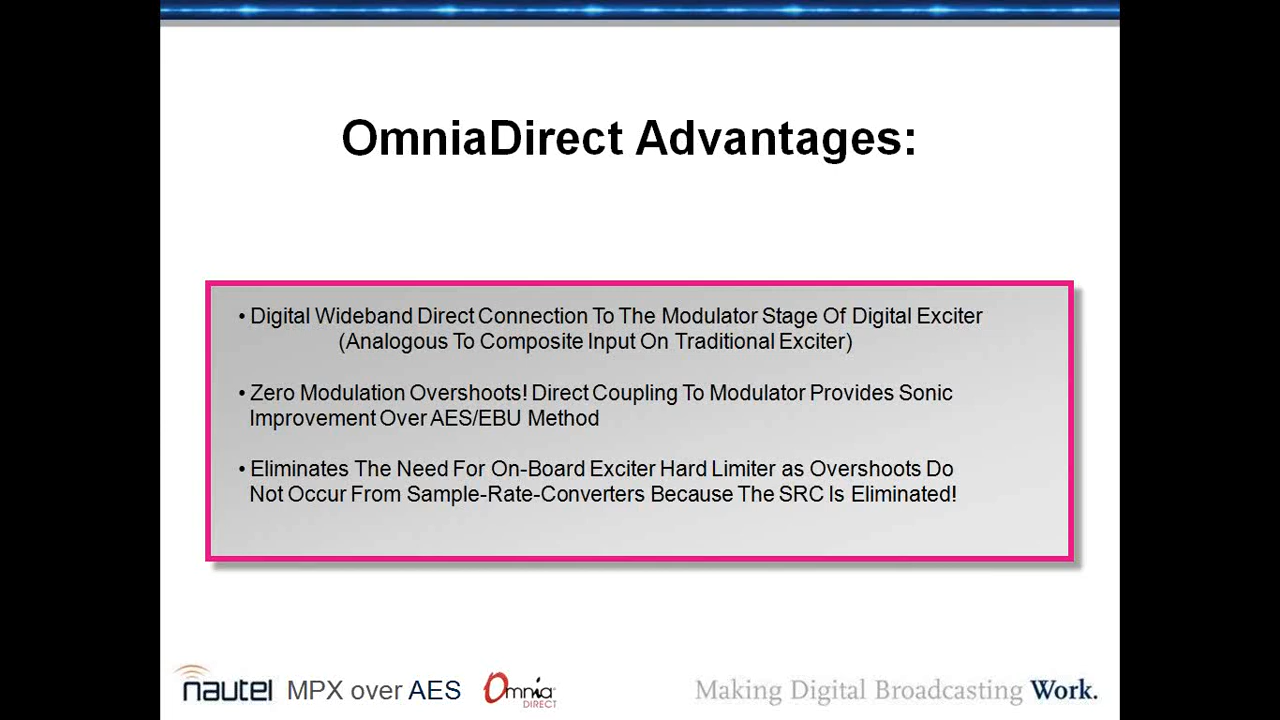 OmniaDirect Advantages:
• Digital Wideband Direct Connection To The Modulator Stage Of Digital Exciter
(Analogous To Composite Input On Traditional Exciter)
• Zero Modulation Overshoots! Direct Coupling To Modulator Provides Sonic
Improvement Over AES/EBU Method
• Eliminates The Need For On-Board Exciter Hard Limiter as Overshoots Do
Not Occur From Sample-Rate-Converters Because The SRC Is Eliminated!
nautel MPX over AES Omnia
DIRECT
Making Digital Broadcasting Work.